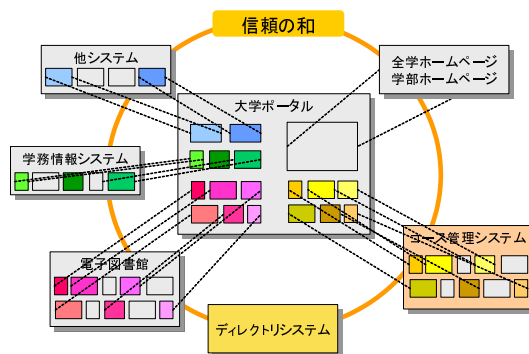 信頼の和
他システム
全学ホームページ
学部ホームページ
大学ポータル
学務情報システム
電子図書館
コース管理システム
ディレクトリシステム